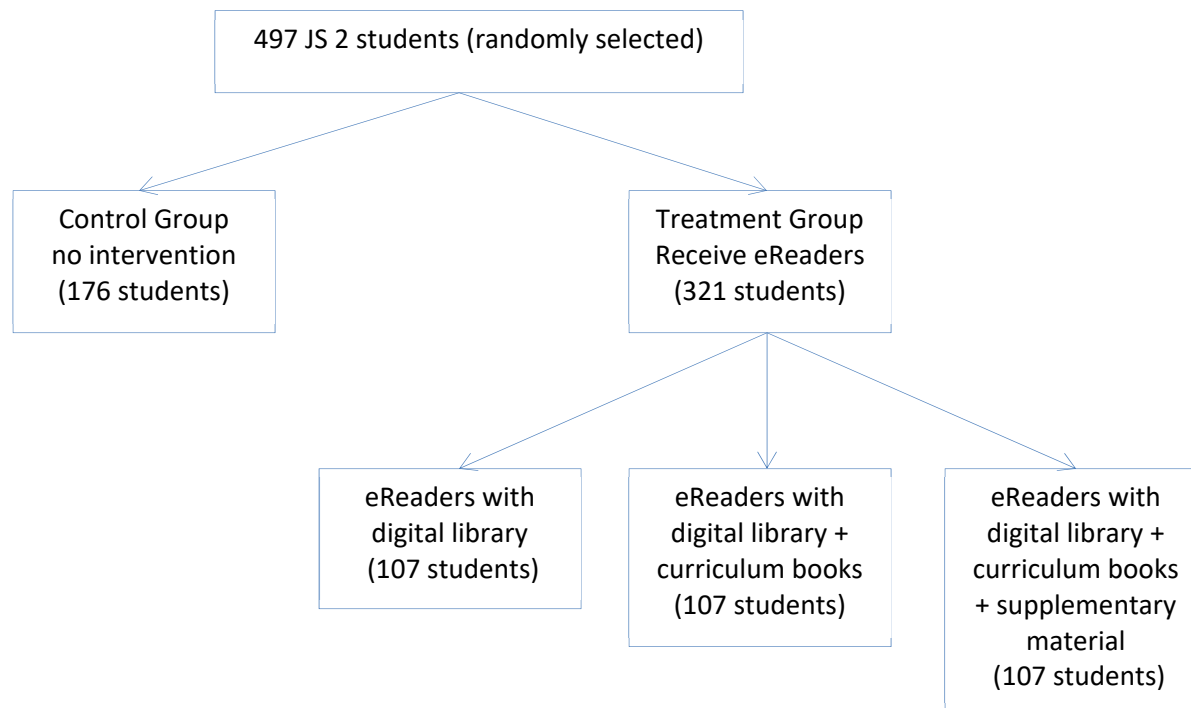 497 JS 2 students (randomly selected)
Control Group
no intervention
(176 students)
Treatment Group
Receive eReaders
(321 students)
eReaders with
digital library
(107 students)
eReaders with
digital library +
curriculum books
(107 students)
eReaders with
digital library +
curriculum books
+ supplementary
material
(107 students)